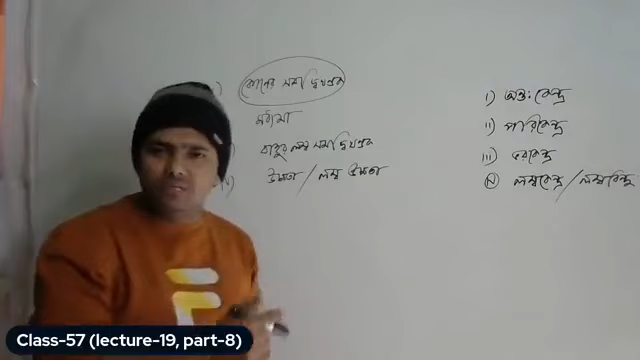 কোনের সমদ্বিখণ্ডক
মধ্যমা
বাহুর লম্ব সমদ্বিখণ্ডক
উচ্চতা / লম্ব উচ্চতা
i) অন্তঃকেন্দ্র
ii) পরিকেন্দ্র
iii) ভরকেন্দ্র
iv) লম্বকেন্দ্র / লম্ববিন্দু
Class-57 (lecture-19, part-8)